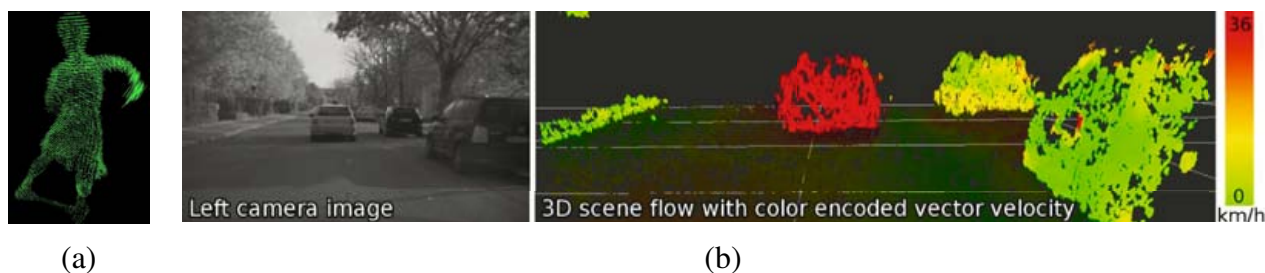 36
0
km/h
Left camera image
3D scene flow with color encoded vector velocity
(a)
(b)